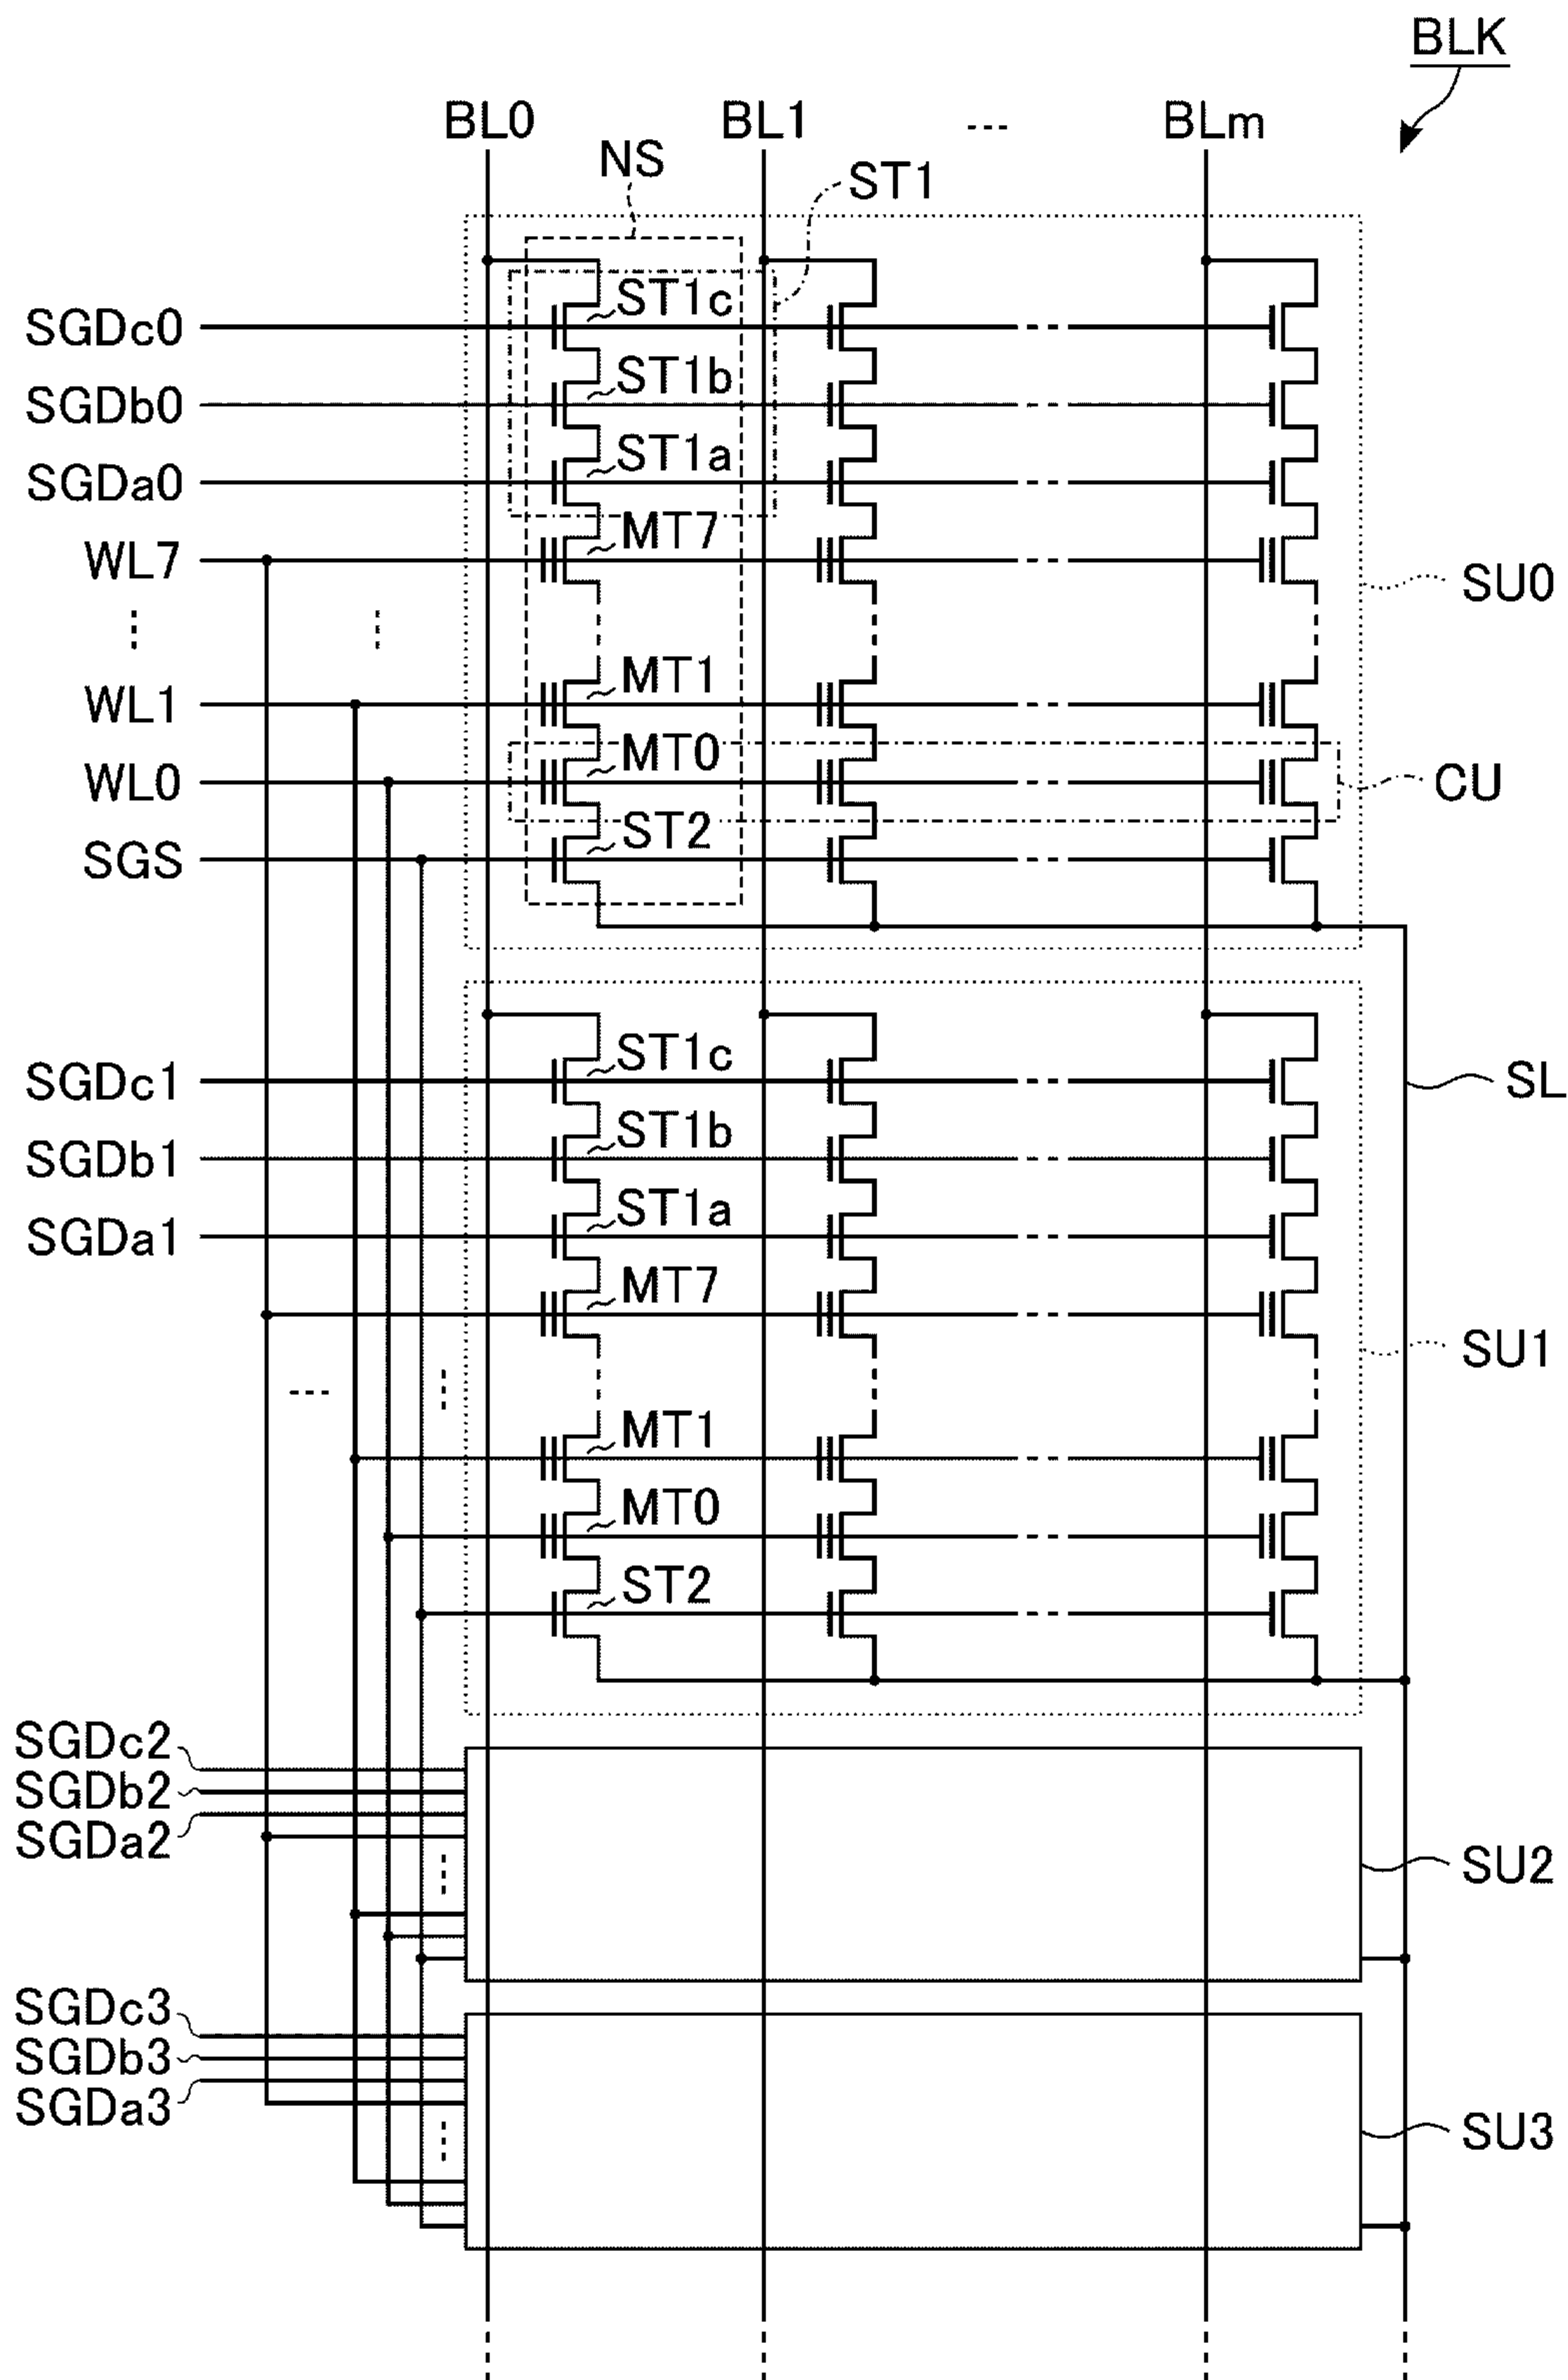 BLK
BL0 BL1 --- BLm
NS
ST1
SGDc0 ST1c
SGDb0 ST1b
SGDa0 ST1a
WL7 MT7
SU0
WL1 MT1
WL0 MT0 CU
SGS ST2
SGDc1 ST1c SL
SGDb1 ST1b
SGDa1 ST1a
MT7
SU1
MT1
MT0
ST2
SGDc2
SGDb2
SGDa2
SU2
SGDc3
SGDb3
SGDa3
SU3